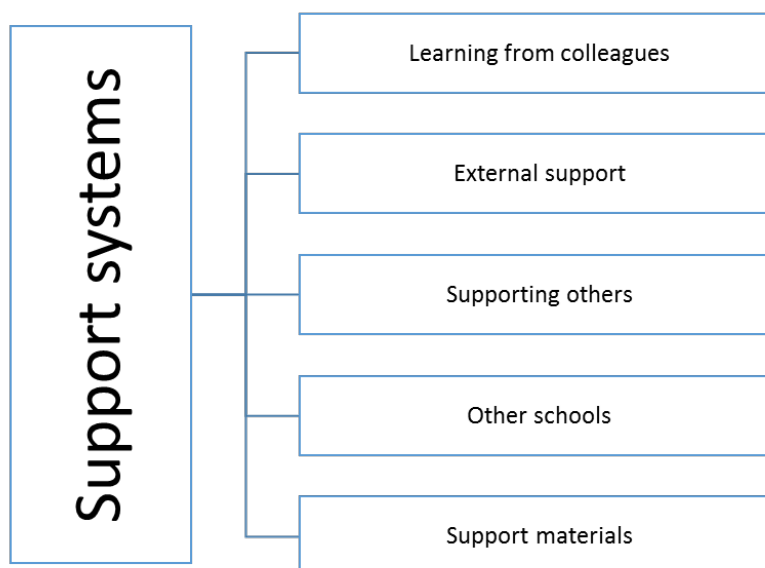 Support systems
Learning from colleagues
External support
Supporting others
Other schools
Support materials